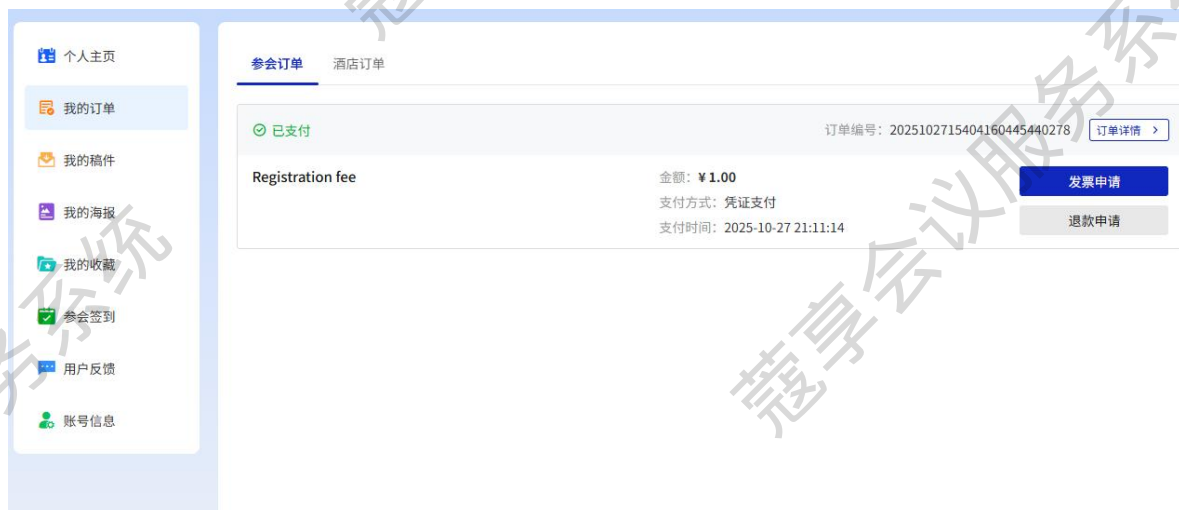 个人主页
我的订单
我的稿件
我的海报
我的收藏
参会签到
用户反馈
账号信息
参会订单 酒店订单
已支付 订单编号：2025102715404160445440278 订单详情 >
Registration fee
金额：¥1.00
支付方式：凭证支付
支付时间：2025-10-27 21:11:14
发票申请
退款申请
蔻享会议服务系
务系统